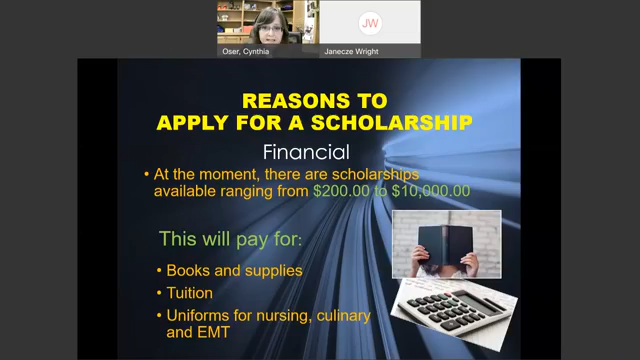 JW
Oser, Cynthia
Janecze Wright
REASONS TO
APPLY FOR A SCHOLARSHIP
Financial
• At the moment, there are scholarships
available ranging from $200.00 to $10,000.00
This will pay for:
• Books and supplies
• Tuition
• Uniforms for nursing, culinary
and EMT